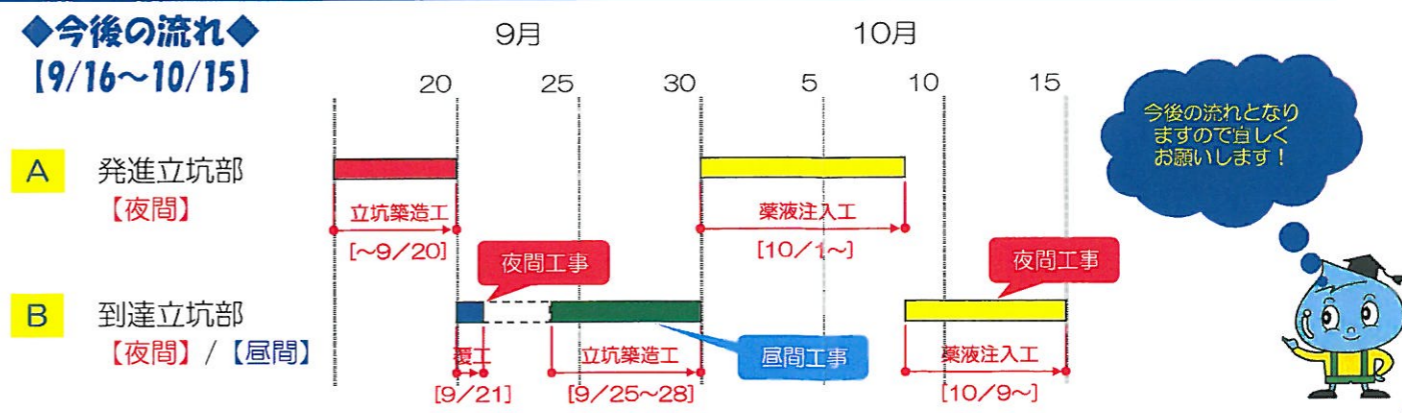 ◆今後の流れ◆
【9/16～10/15】
9月
10月
20
25
30
5
10
15
今後の流れとなり
ますので宜しく
お願いします！
A
発進立坑部
【夜間】
立坑築造工
[～9/20]
薬液注入工
[10/1～]
夜間工事
夜間工事
B
到達立坑部
【夜間】/【昼間】
覆工
[9/21]
立坑築造工
[9/25～28]
昼間工事
薬液注入工
[10/9～]